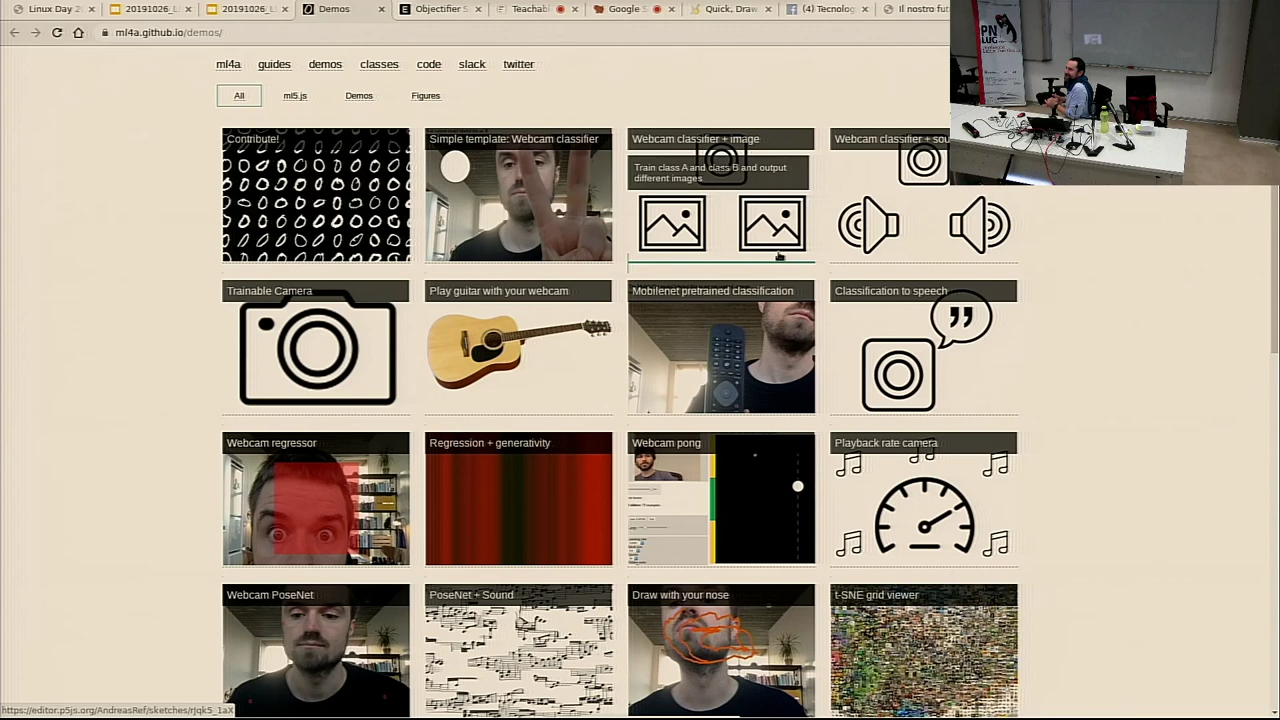 Linux Day 2
20191026_L
20191026_L
Demos
Objectifier S
Teachab
Google S
Quick, Draw
(4) Tecnolog
Il nostro fut
ml4a.github.io/demos/
ml4a guides demos classes code slack twitter
All ml5.js Demos Figures
Contribute!
Simple template: Webcam classifier
Webcam classifier + image
Train class A and class B and output
different images
Webcam classifier + sou
Trainable Camera
Play guitar with your webcam
Mobilenet pretrained classification
Classification to speech
Webcam regressor
Regression + generativity
Webcam pong
Playback rate camera
Webcam PoseNet
PoseNet + Sound
Draw with your nose
t-SNE grid viewer
https://editor.p5js.org/AndreasRef/sketches/rJqk5_1aX
PN
LUG